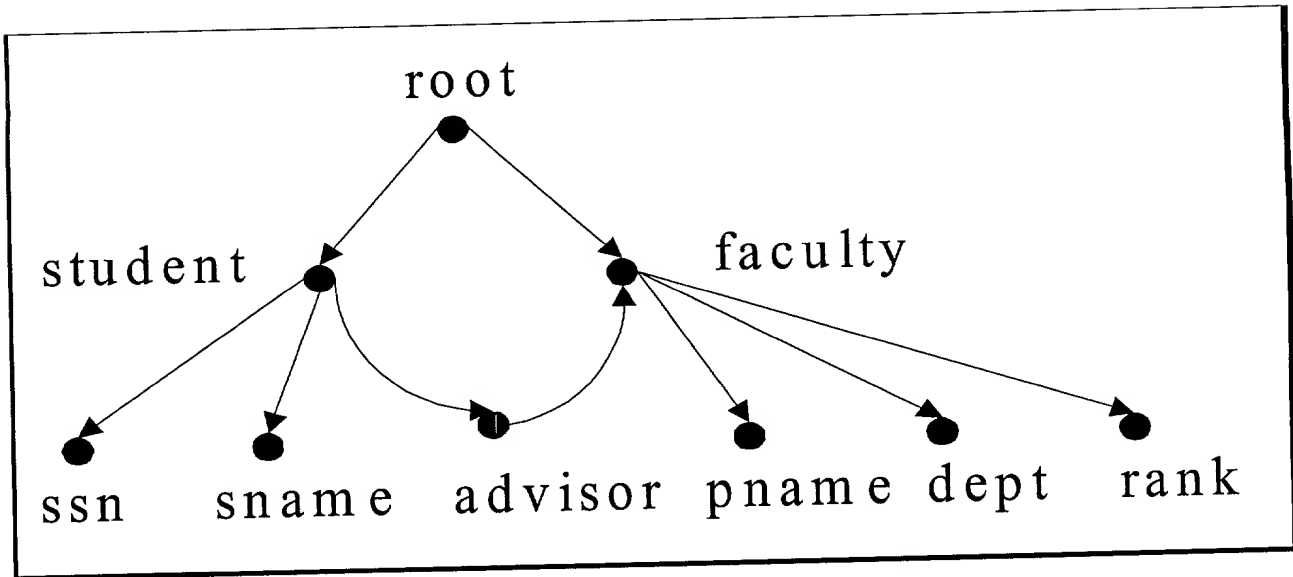 root
student faculty
ssn sname advisor pname dept rank